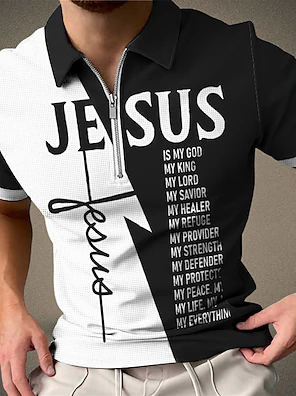 JESUS
Jesus
IS MY GOD
MY KING
MY LORD
MY SAVIOR
MY HEALER
MY REFUGE
MY PROVIDER
MY STRENGTH
MY DEFENDER
MY PROTECT
MY PEACE, MY
MY LIFE, MY
MY EVERYTHING